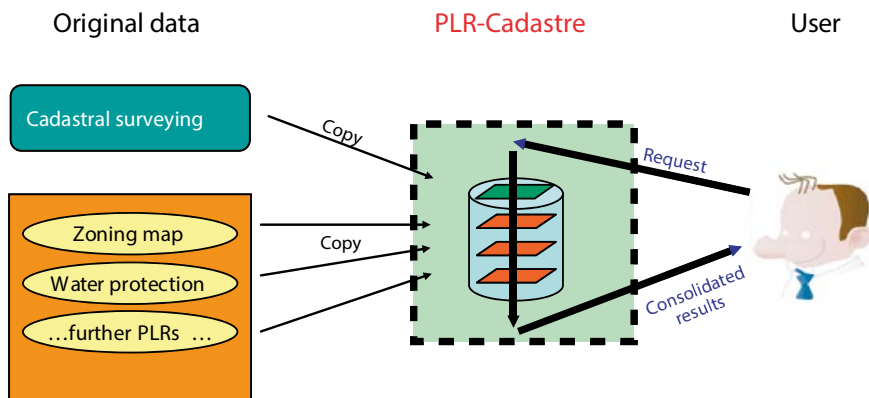 Original data
PLR-Cadastre
User
Cadastral surveying
Copy
Request
Zoning map
Copy
Water protection
Consolidated
results
...further PLRs ...